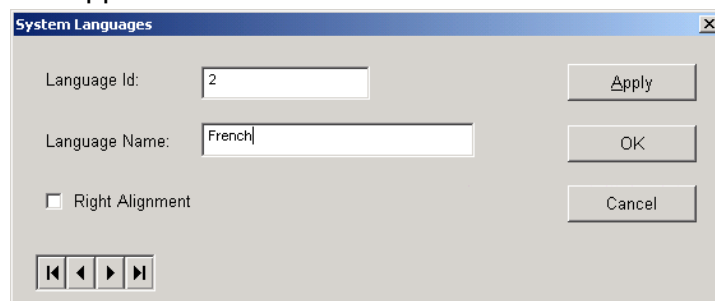 System Languages
Language Id: 2
Apply
Language Name: French
OK
Right Alignment
Cancel